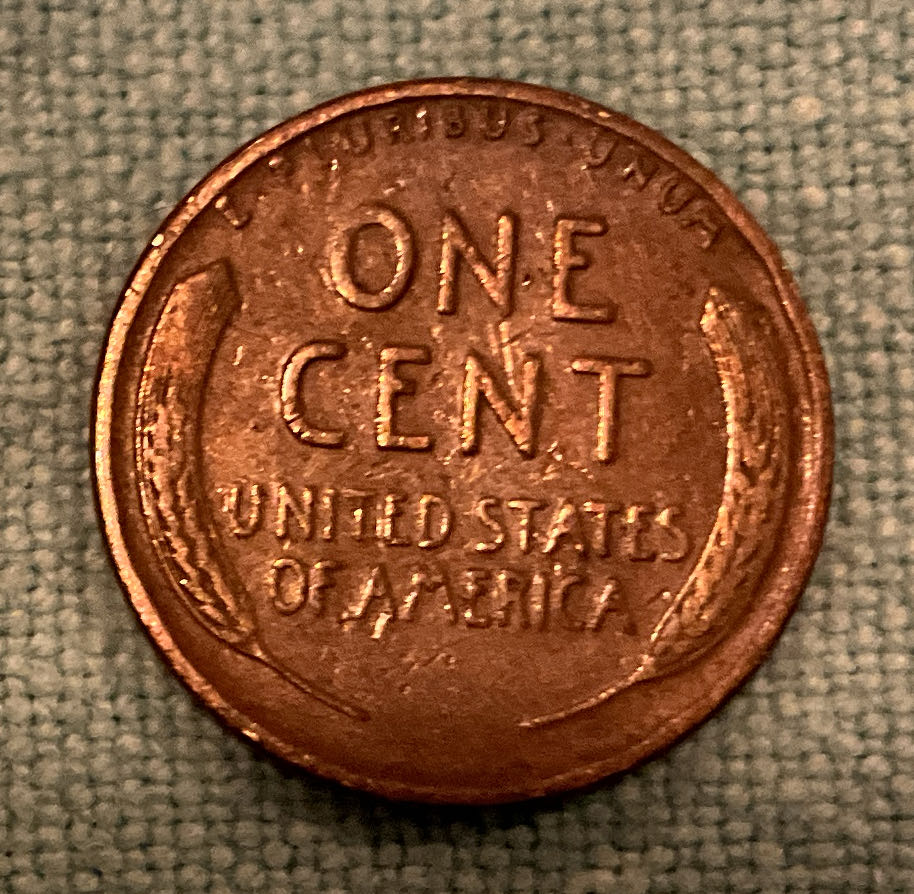 E·PLURIBUS·UNUM
ONE
CENT
UNITED STATES
OF AMERICA